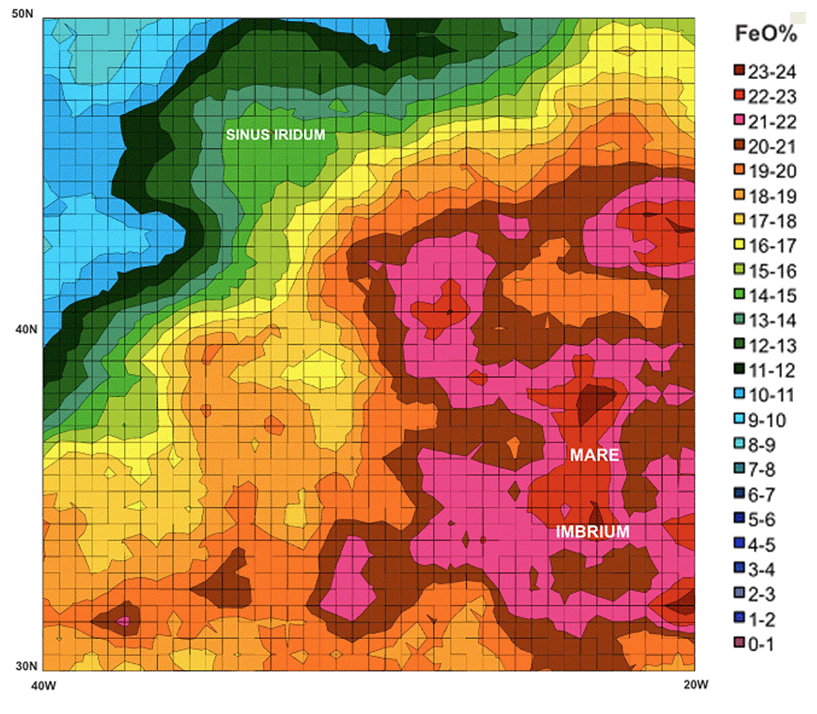 50N
FeO%
23-24
22-23
21-22
20-21
19-20
18-19
17-18
16-17
15-16
14-15
13-14
12-13
11-12
10-11
9-10
8-9
7-8
6-7
5-6
4-5
3-4
2-3
1-2
0-1
SINUS IRIDUM
40N
MARE
IMBRIUM
30N
40W
20W